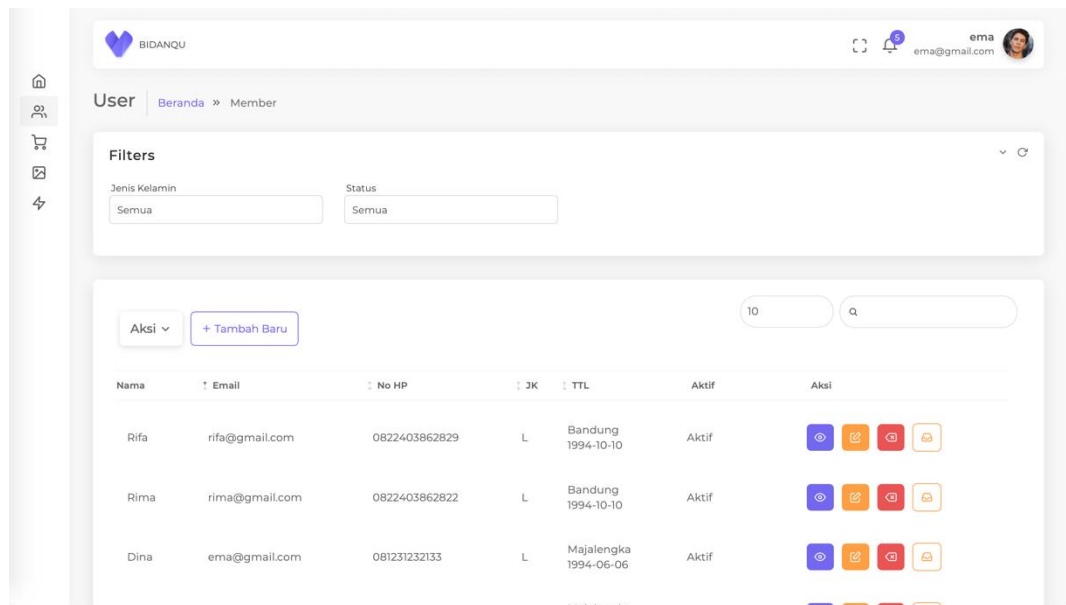 BIDANQU
5
ema
ema@gmail.com
User Beranda » Member
Filters
Jenis Kelamin Status
Semua Semua
Aksi + Tambah Baru 10
Nama Email No HP JK TTL Aktif Aksi
Rifa rifa@gmail.com 0822403862829 L Bandung 1994-10-10 Aktif
Rima rima@gmail.com 0822403862822 L Bandung 1994-10-10 Aktif
Dina ema@gmail.com 081231232133 L Majalengka 1994-06-06 Aktif